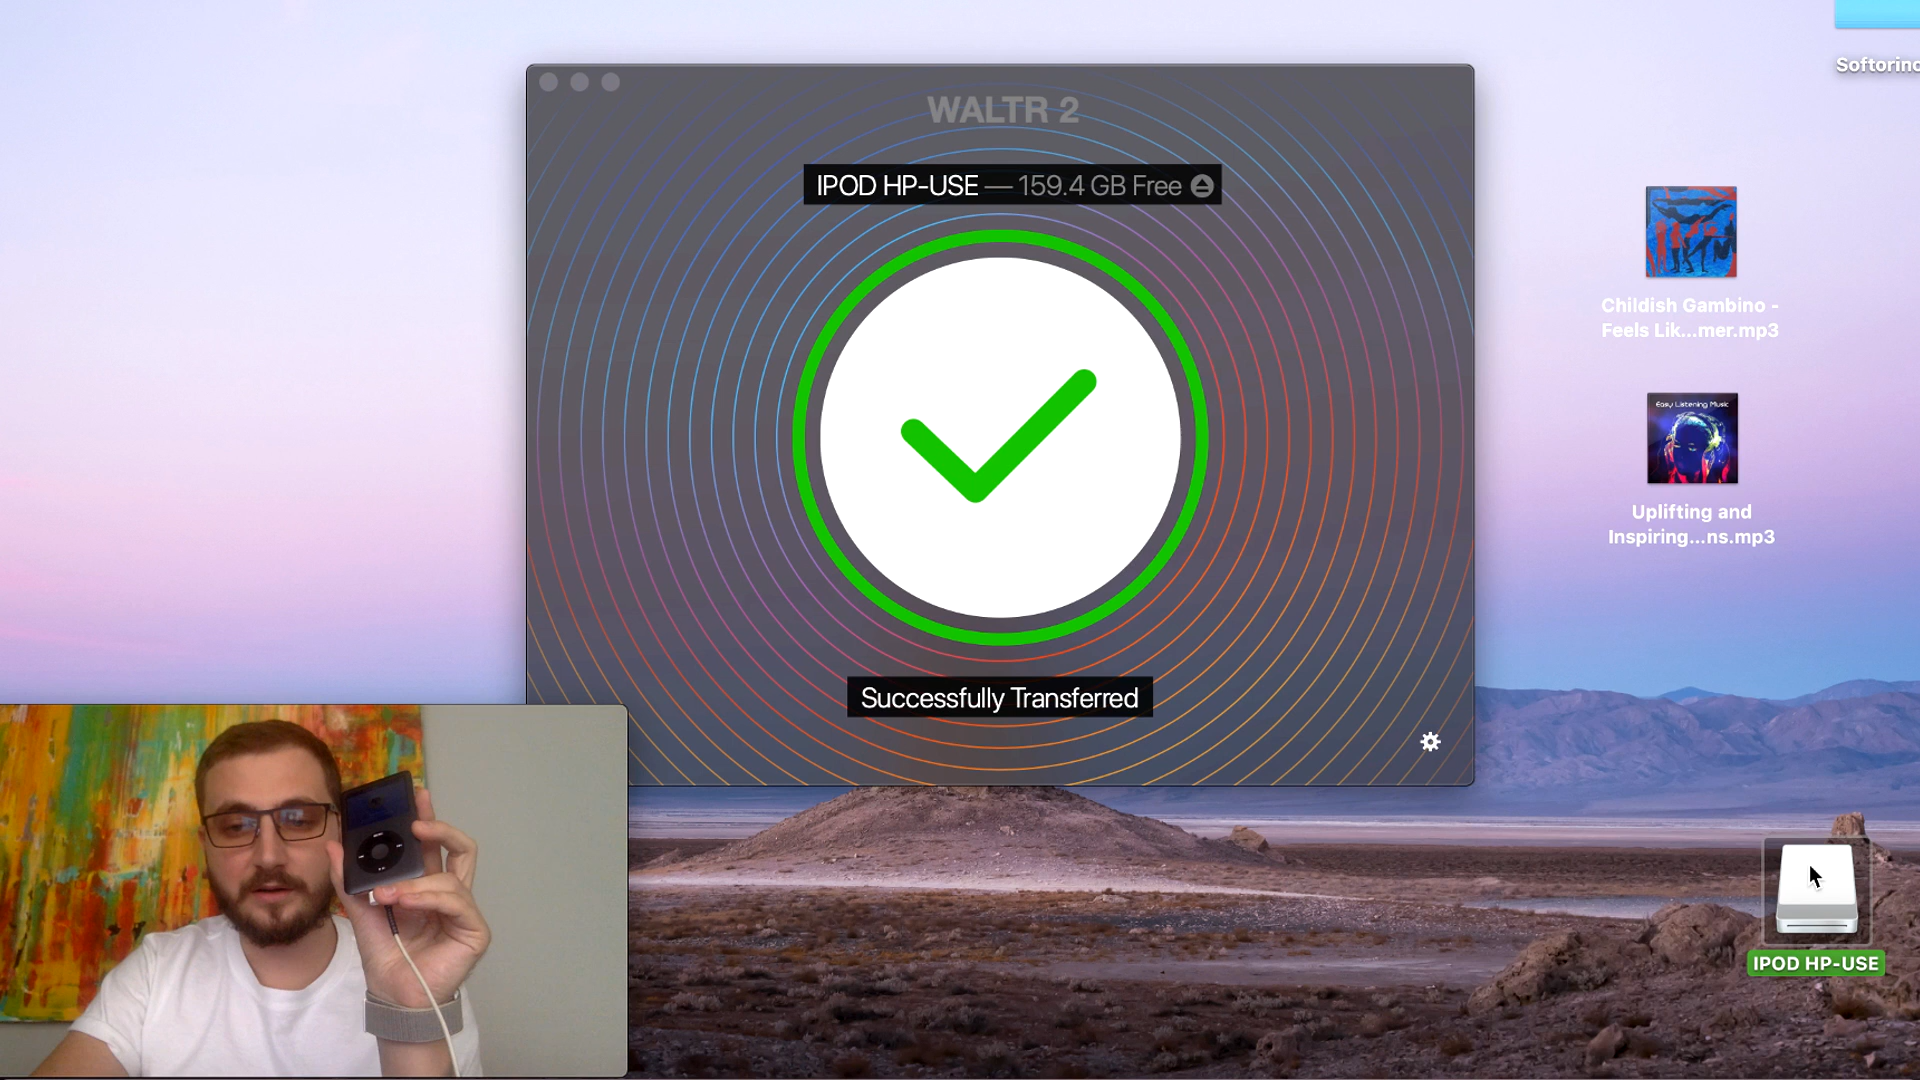 WALTR 2
IPOD HP-USE — 159.4 GB Free
Successfully Transferred
Childish Gambino -
Feels Lik...mer.mp3
Easy Listening Music
Uplifting and
Inspiring...ns.mp3
IPOD HP-USE